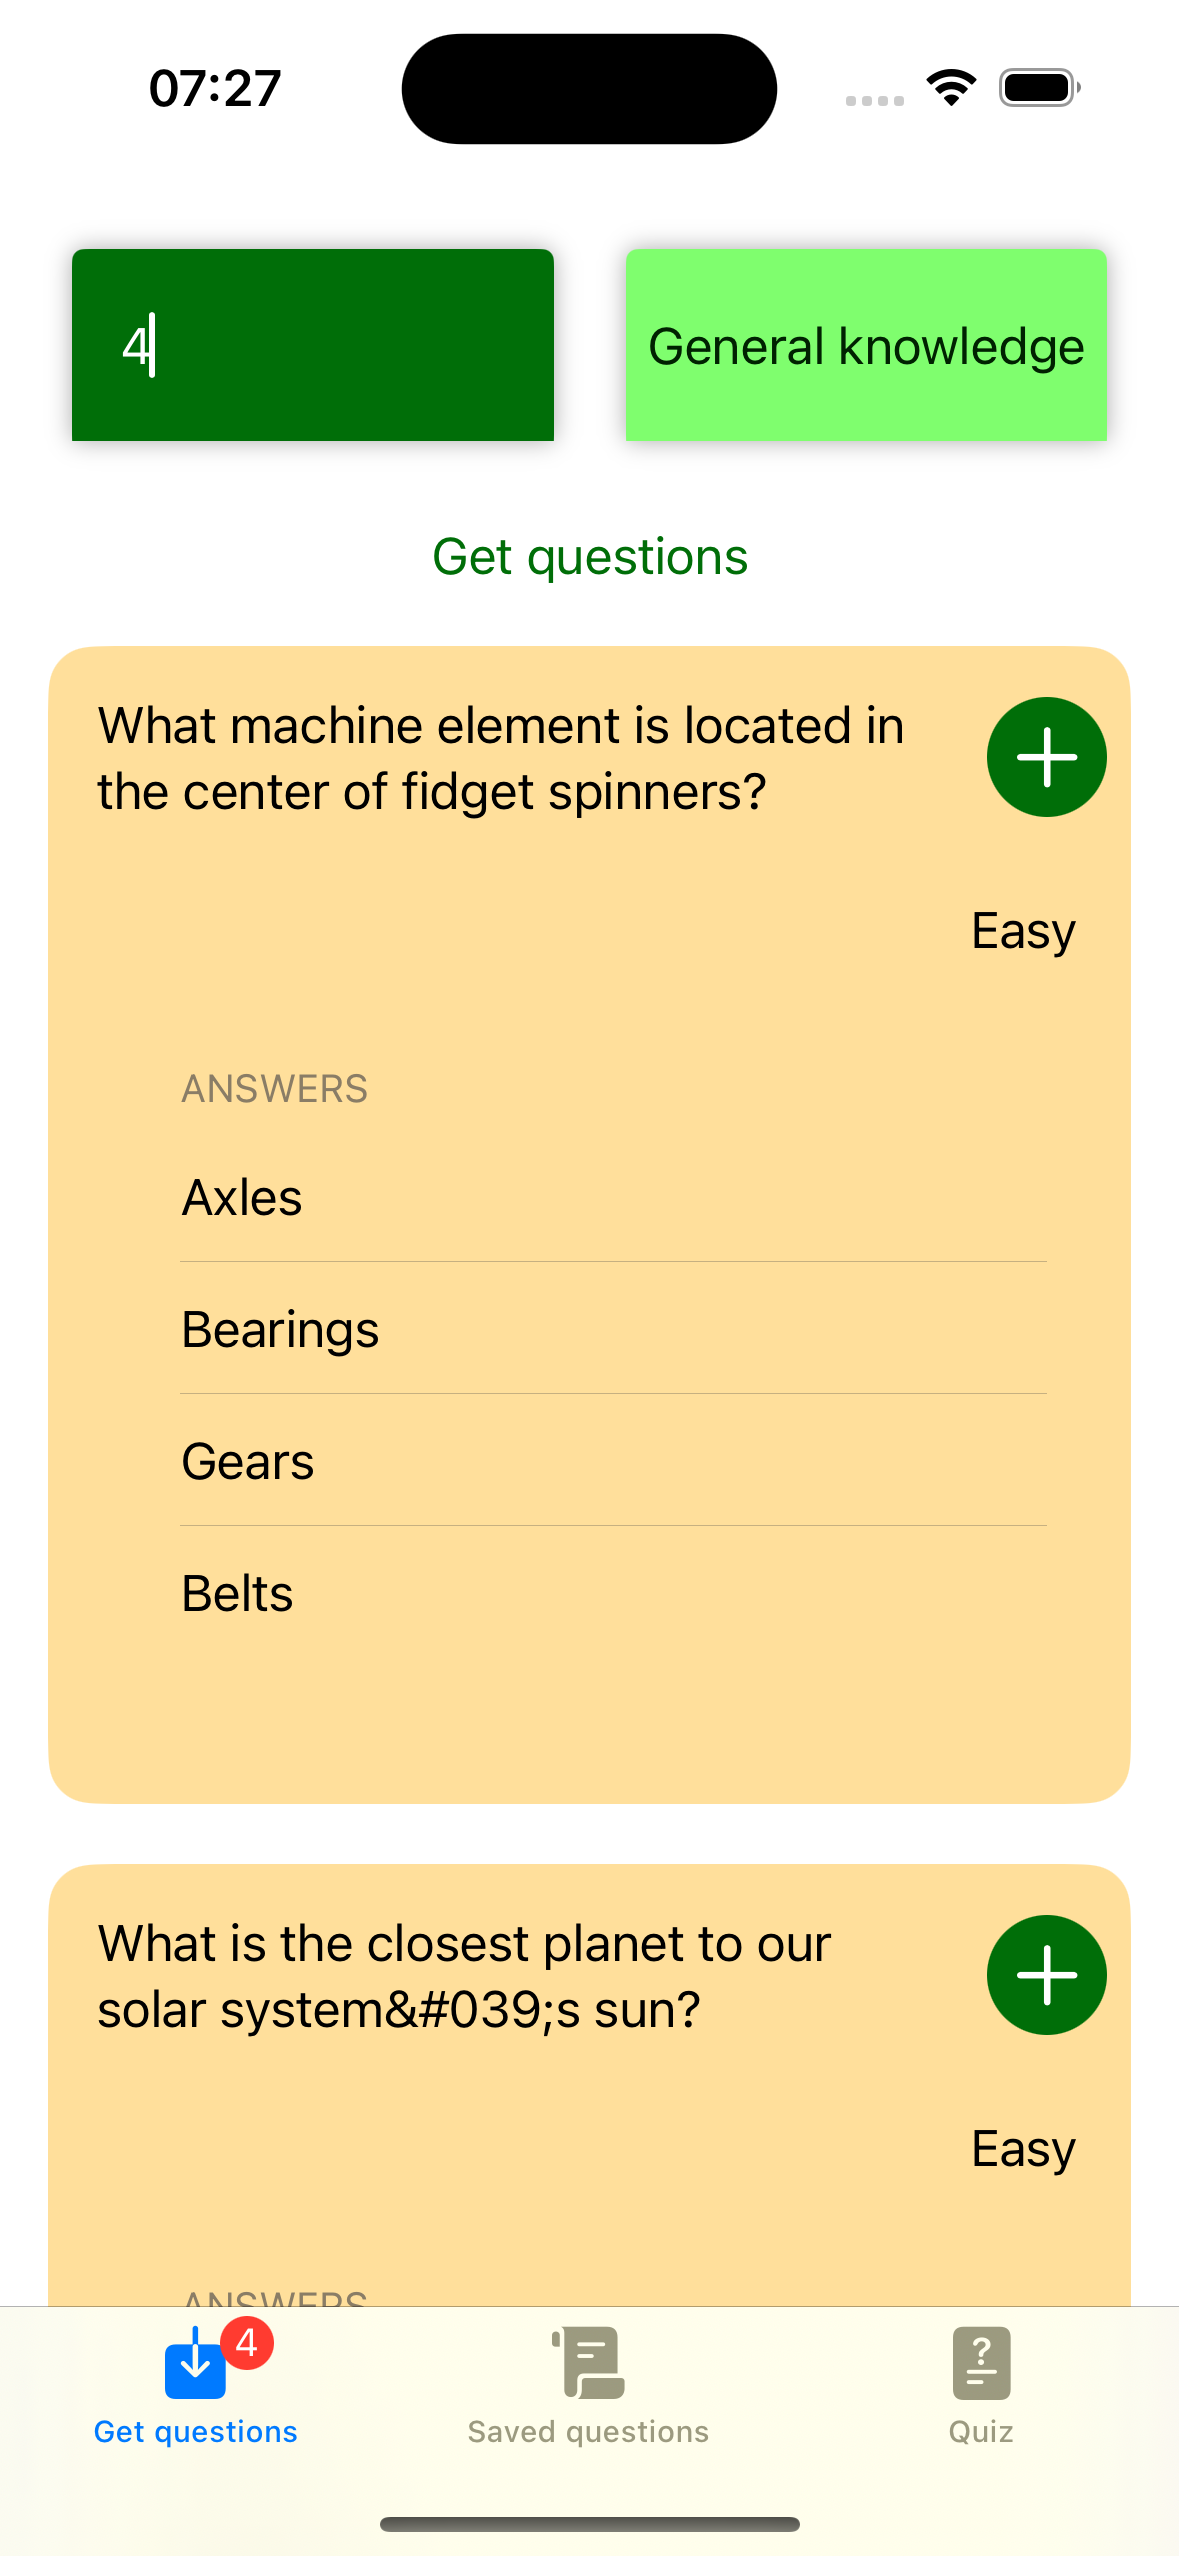 07:27
4
General knowledge
Get questions
What machine element is located in
the center of fidget spinners?
Easy
ANSWERS
Axles
Bearings
Gears
Belts
What is the closest planet to our
solar system&#039;s sun?
Easy
ANSWERS
4
Get questions
Saved questions
Quiz